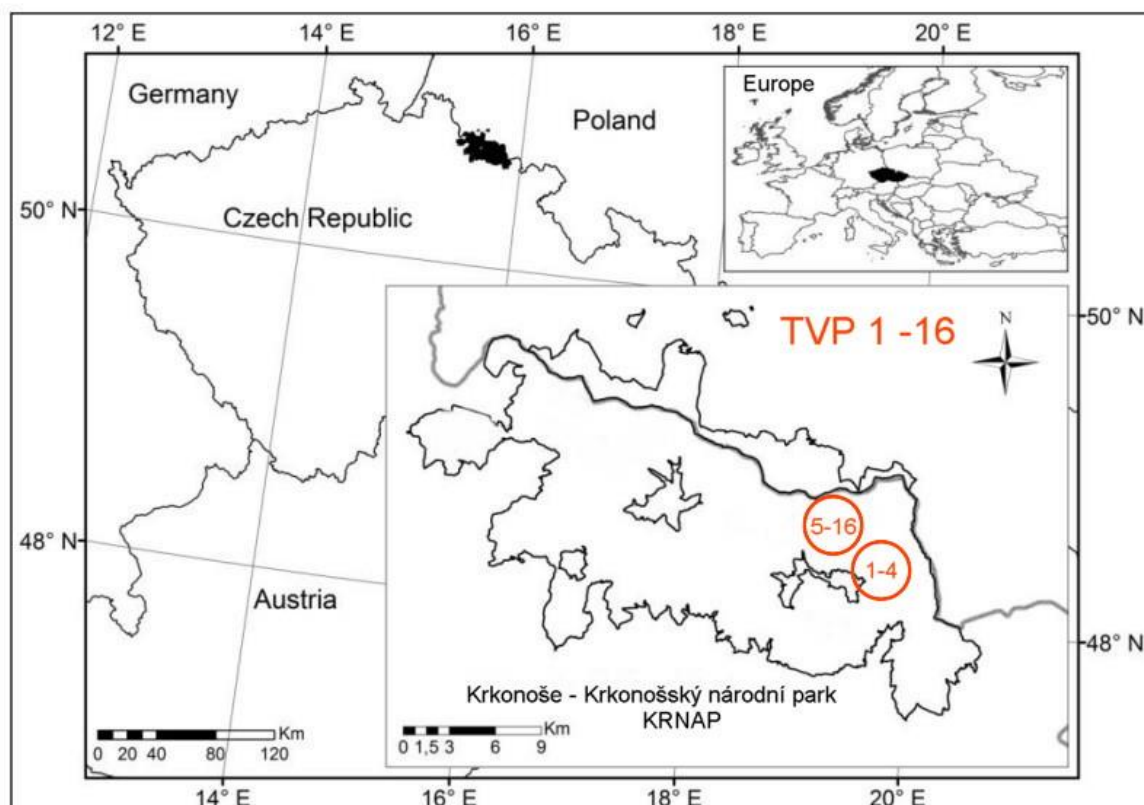 12° E 14° E 16° E 18° E 20° E
Germany
Poland
Europe
50° N
Czech Republic
50° N
TVP 1 -16
N
5-16
48° N
1-4
Austria
48° N
Krkonoše - Krkonošský národní park
KRNAP
Km
0 20 40 80 120
Km
0 1,5 3 6 9
14° E 16° E 18° E 20° E